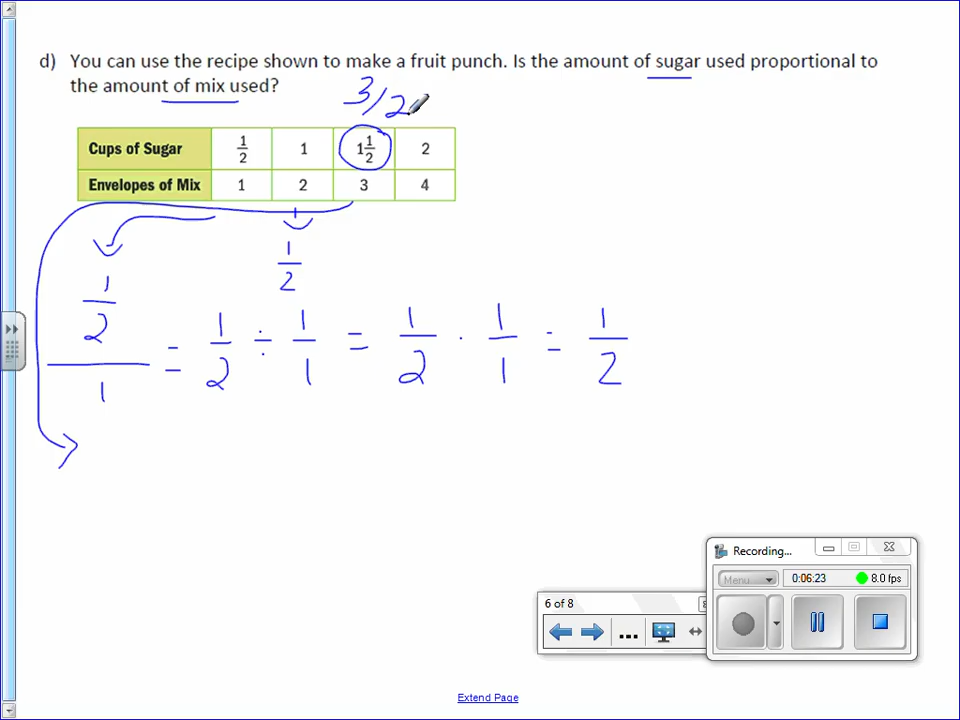 d) You can use the recipe shown to make a fruit punch. Is the amount of sugar used proportional to
the amount of mix used?
3/2
Cups of Sugar 1/2 1 1 1/2 2
Envelopes of Mix 1 2 3 4
1/2
1/2 / 1 = 1/2 ÷ 1/1 = 1/2 · 1/1 = 1/2
Recording...
Menu 0:06:23 8.0 fps
6 of 8
...
Extend Page